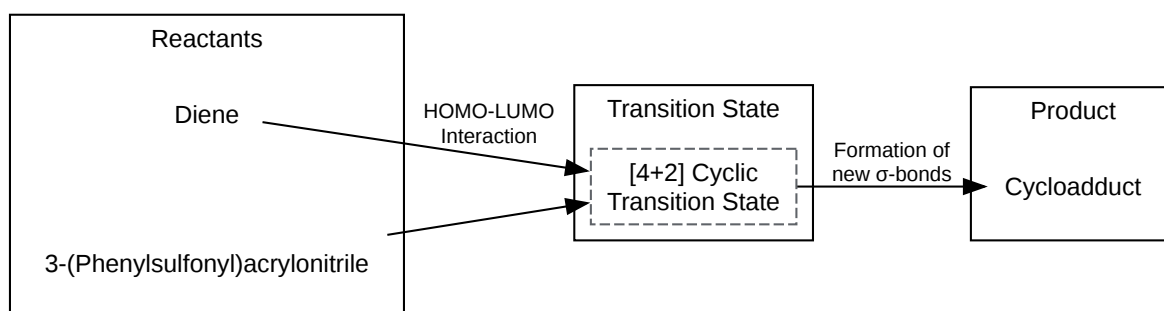 Reactants
Diene
3-(Phenylsulfonyl)acrylonitrile
HOMO-LUMO
Interaction
Transition State
[4+2] Cyclic
Transition State
Formation of
new σ-bonds
Product
Cycloadduct